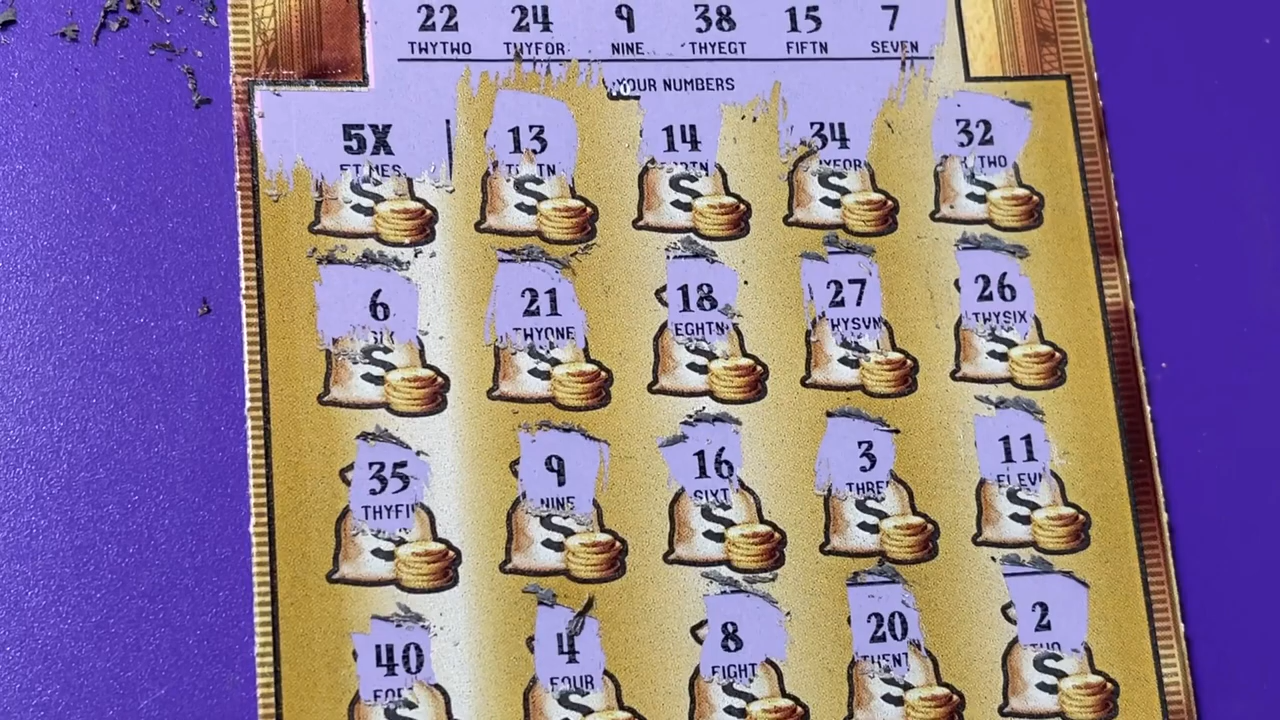 22 24 9 38 15 7
THYTWO THYFOR NINE THYEGT FIFTN SEVEN
YOUR NUMBERS
5X 13 14 34 32
6 21 18 27 26
THYONE EGHTN THYSVN THYSIX
35 9 16 3 11
NINE
40 4 8 20 2
FOUR EIGHT